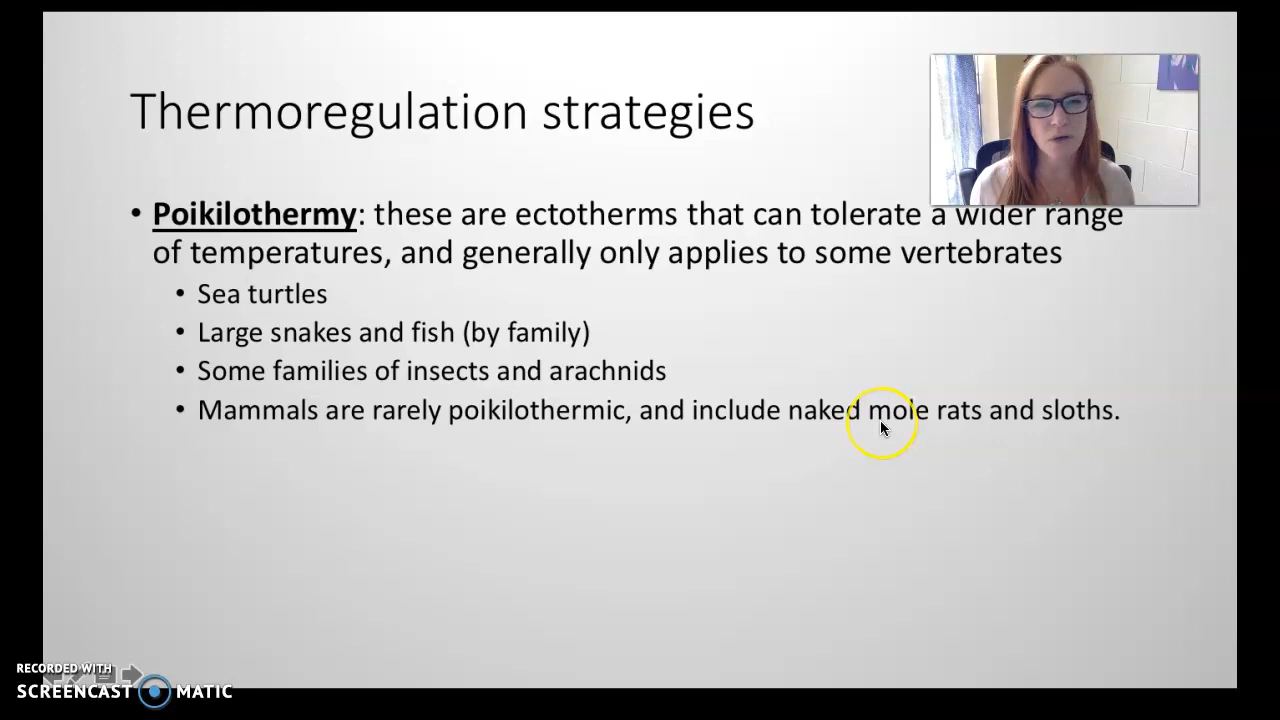 Thermoregulation strategies
• Poikilothermy: these are ectotherms that can tolerate a wider range
of temperatures, and generally only applies to some vertebrates
• Sea turtles
• Large snakes and fish (by family)
• Some families of insects and arachnids
• Mammals are rarely poikilothermic, and include naked mole rats and sloths.
RECORDED WITH
SCREENCAST MATIC